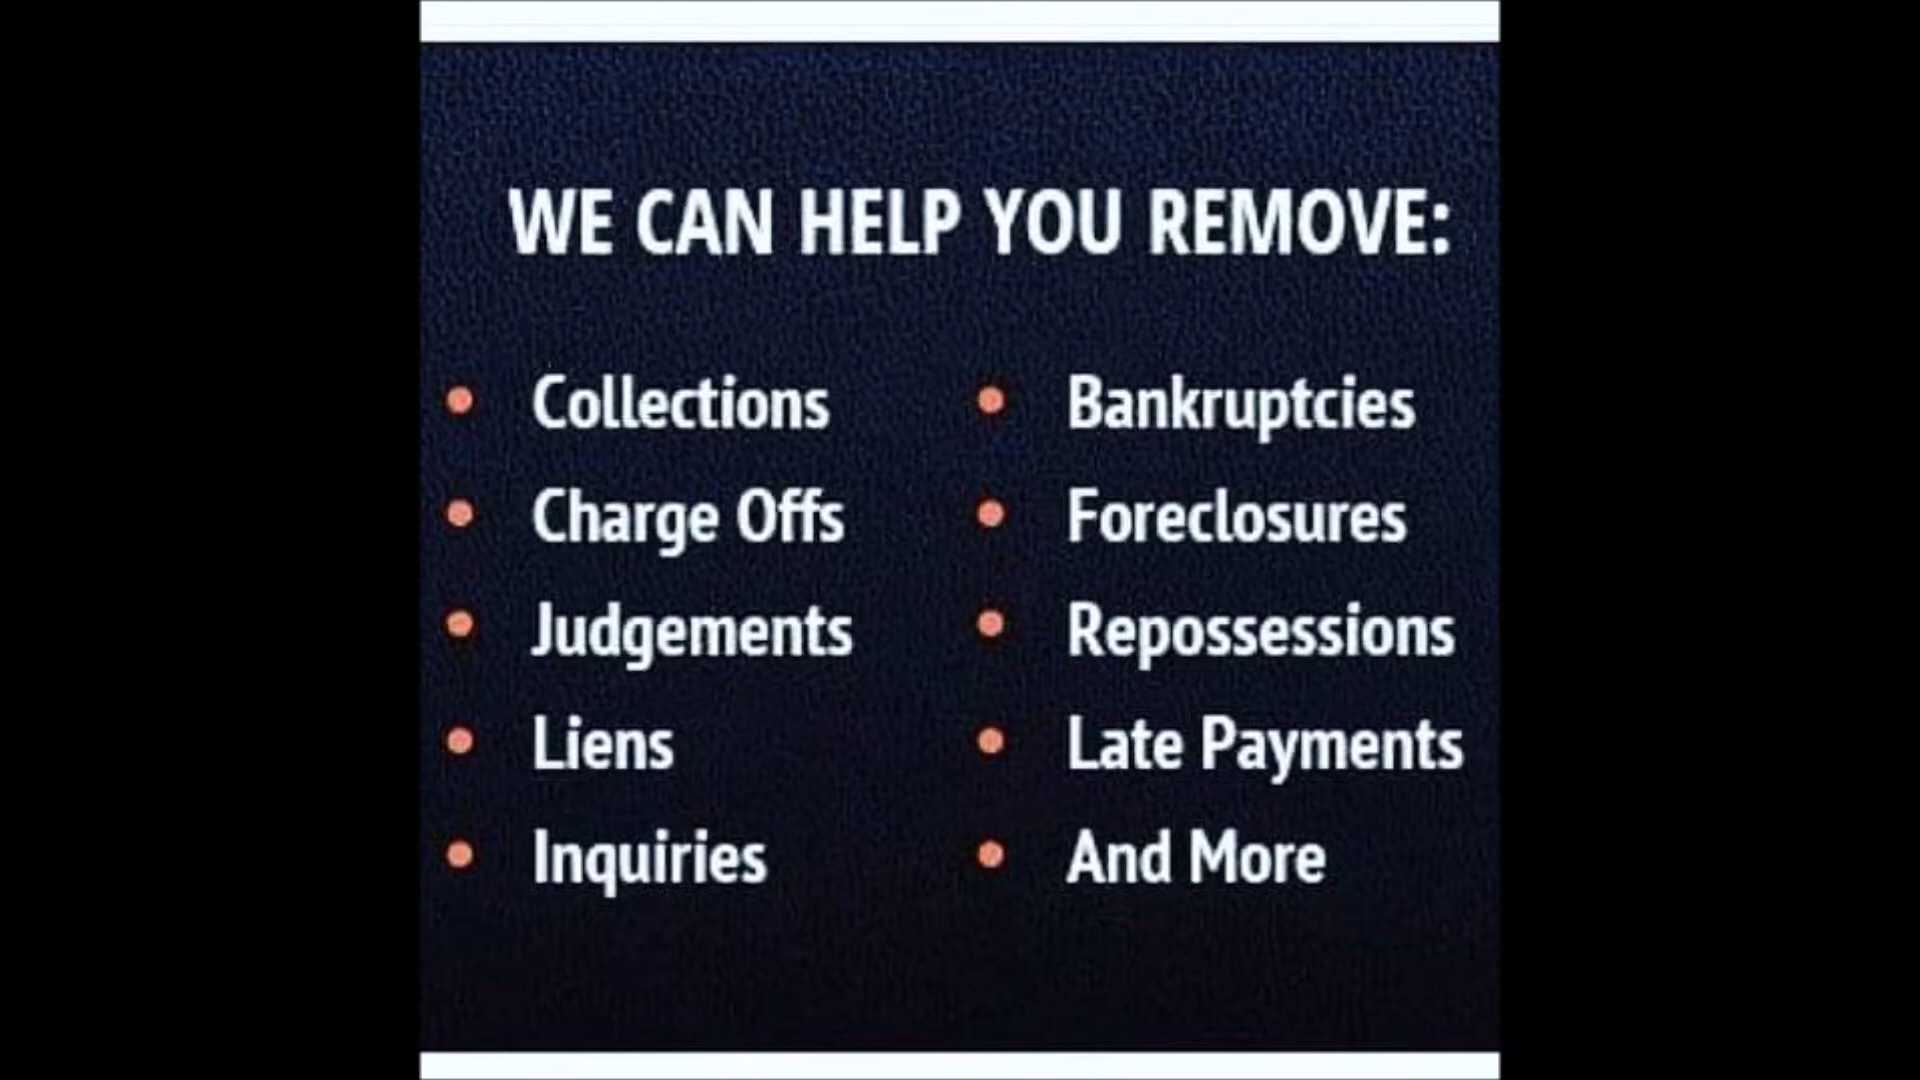 WE CAN HELP YOU REMOVE:
Collections
Charge Offs
Judgements
Liens
Inquiries
Bankruptcies
Foreclosures
Repossessions
Late Payments
And More